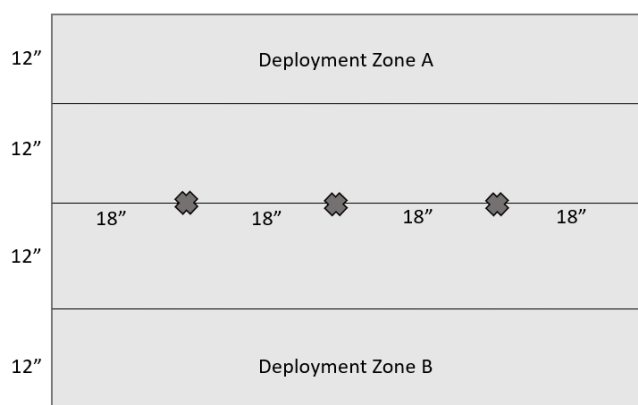 12” Deployment Zone A
12”
18” 18” 18” 18”
12”
12” Deployment Zone B